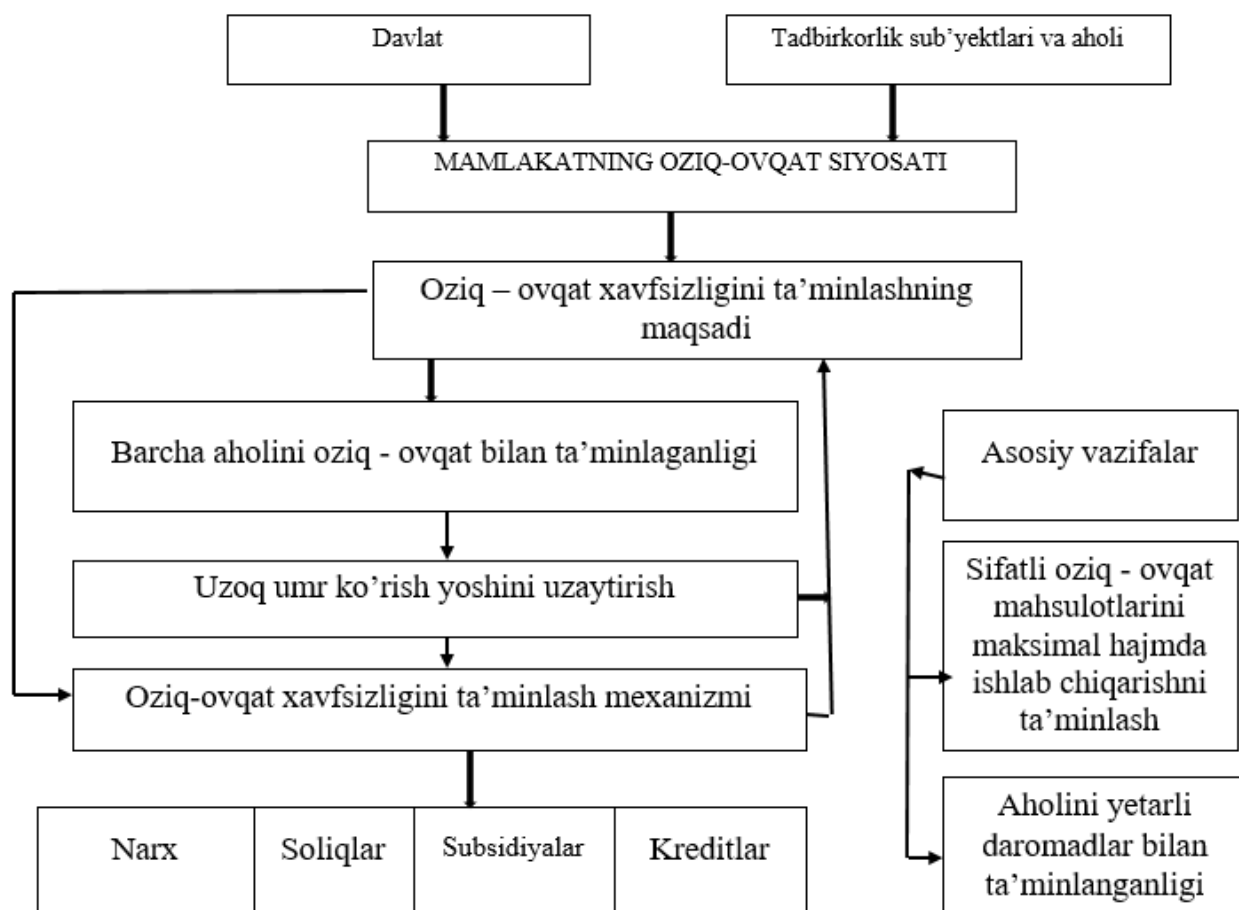 Davlat
Tadbirkorlik sub’yektlari va aholi
MAMLAKATNING OZIQ-OVQAT SIYOSATI
Oziq – ovqat xavfsizligini ta’minlashning
maqsadi
Barcha aholini oziq - ovqat bilan ta’minlaganligi
Asosiy vazifalar
Uzoq umr ko’rish yoshini uzaytirish
Sifatli oziq - ovqat
mahsulotlarini
maksimal hajmda
ishlab chiqarishni
ta’minlash
Oziq-ovqat xavfsizligini ta’minlash mexanizmi
Narx
Soliqlar
Subsidiyalar
Kreditlar
Aholini yetarli
daromadlar bilan
ta’minlanganligi